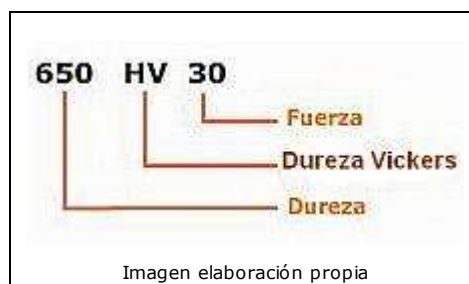 650 HV 30
Fuerza
Dureza Vickers
Dureza
Imagen elaboración propia